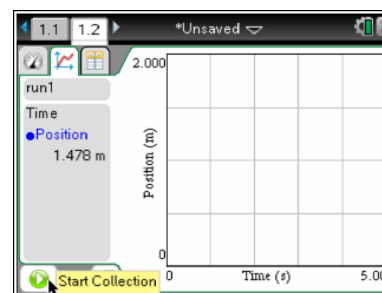 1.1 1.2 *Unsaved
2.000
run1
Time
Position
1.478 m
Position (m)
0
Start Collection
0 Time (s) 5.00